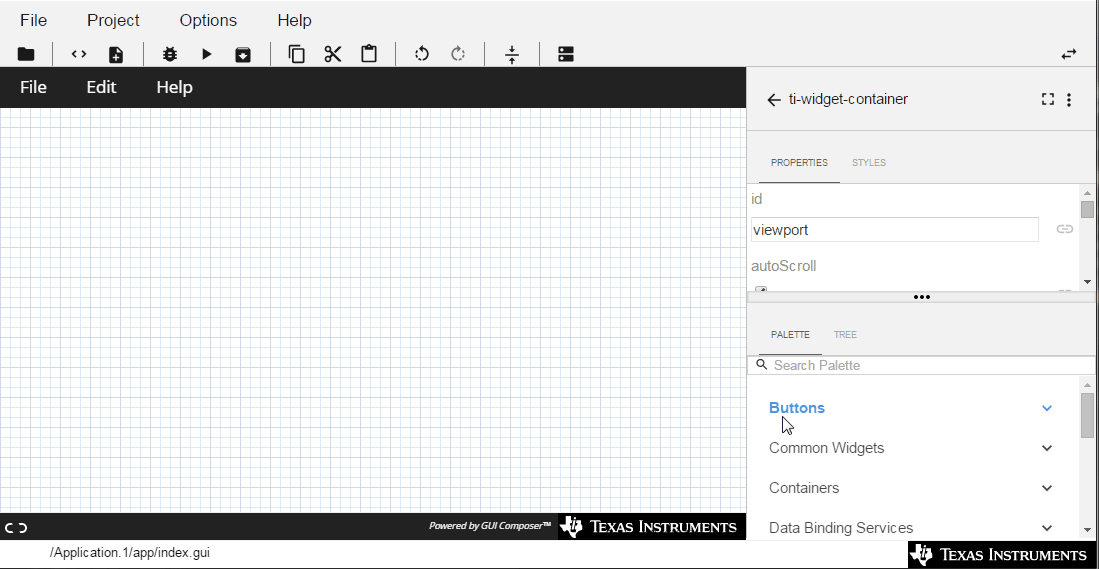 File Project Options Help
File Edit Help
ti-widget-container
PROPERTIES STYLES
id
viewport
autoScroll
PALETTE TREE
Search Palette
Buttons
Common Widgets
Containers
Data Binding Services
Powered by GUI Composer™ TEXAS INSTRUMENTS
/Application.1/app/index.gui TEXAS INSTRUMENTS